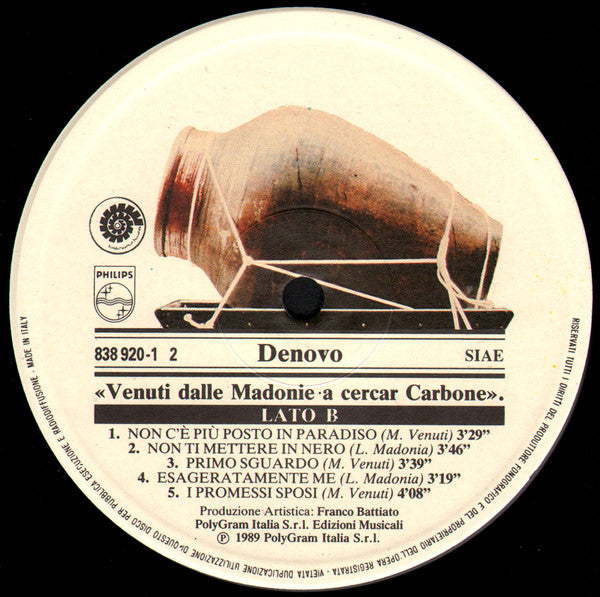 PHILIPS
838 920-1 2 Denovo SIAE
«Venuti dalle Madonie a cercar Carbone».
LATO B
1. NON C'È PIÙ POSTO IN PARADISO (M. Venuti) 3'29"
2. NON TI METTERE IN NERO (L. Madonia) 3'46"
3. PRIMO SGUARDO (M. Venuti) 3'39"
4. ESAGERATAMENTE ME (L. Madonia) 3'19"
5. I PROMESSI SPOSI (M. Venuti) 4'08"
Produzione Artistica: Franco Battiato
PolyGram Italia S.r.l. Edizioni Musicali
Ⓟ 1989 PolyGram Italia S.r.l.
RISERVATI TUTTI I DIRITTI DEL PRODUTTORE FONOGRAFICO E DEL PROPRIETARIO DELL'OPERA REGISTRATA - VIETATA DUPLICAZIONE UTILIZZAZIONE DI QUESTO DISCO PER PUBBLICA ESECUZIONE E RADIODIFFUSIONE - MADE IN ITALY